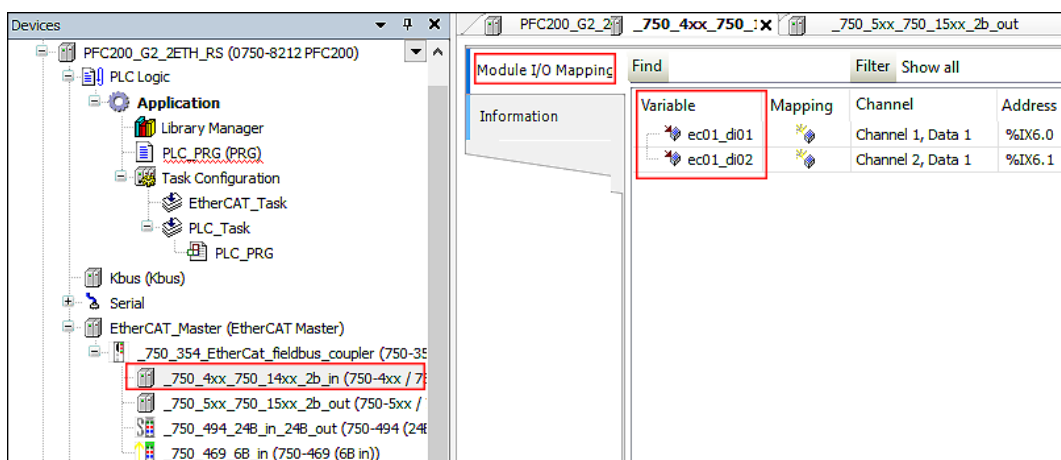 Devices
PFC200_G2_2ETH_RS (0750-8212 PFC200)
PLC Logic
Application
Library Manager
PLC_PRG (PRG)
Task Configuration
EtherCAT_Task
PLC_Task
PLC_PRG
Kbus (Kbus)
Serial
EtherCAT_Master (EtherCAT Master)
_750_354_EtherCat_fieldbus_coupler (750-35
_750_4xx_750_14xx_2b_in (750-4xx / 75
_750_5xx_750_15xx_2b_out (750-5xx /
_750_494_24B_in_24B_out (750-494 (24B
_750_469_6B_in (750-469 (6B in))
PFC200_G2_2 _750_4xx_750_1 _750_5xx_750_15xx_2b_out
Module I/O Mapping
Information
Find Filter Show all
Variable Mapping Channel Address
ec01_di01 Channel 1, Data 1 %IX6.0
ec01_di02 Channel 2, Data 1 %IX6.1